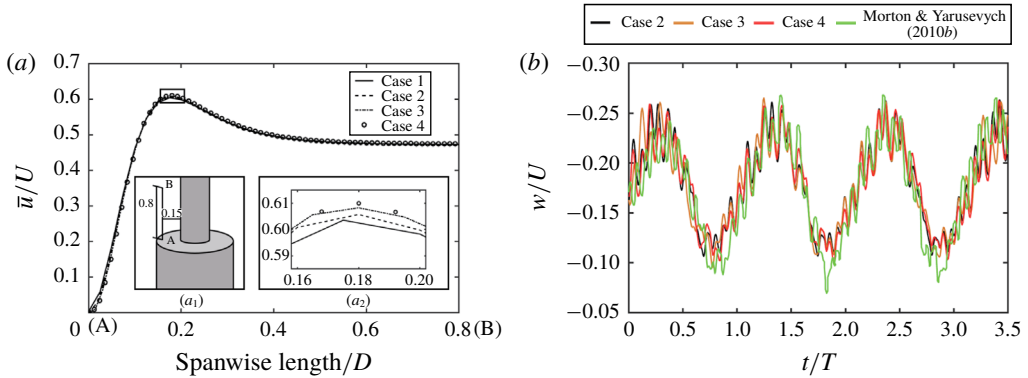 Case 2 Case 3 Case 4 Morton & Yarusevych
(2010b)
(a)
0.7
0.6
0.5
0.4
0.3
0.2
0.1
u̅/U
Case 1
Case 2
Case 3
Case 4
B
0.8
0.15
A
(a1)
0.61
0.60
0.59
0.16 0.18 0.20
(a2)
0 (A) 0.2 0.4 0.6 0.8 (B)
Spanwise length/D
(b)
−0.30
−0.25
−0.20
−0.15
−0.10
−0.05
w/U
0 0.5 1.0 1.5 2.0 2.5 3.0 3.5
t/T